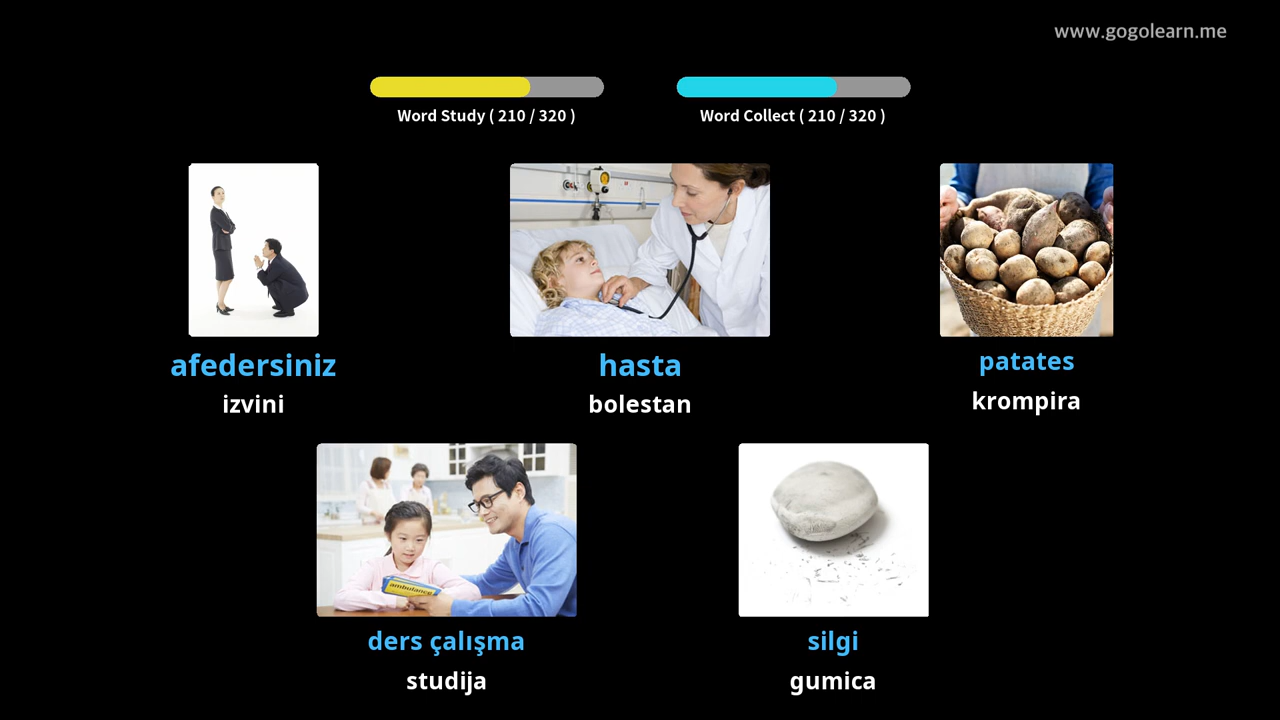 www.gogolearn.me
Word Study ( 210 / 320 )
Word Collect ( 210 / 320 )
afedersiniz
izvini
hasta
bolestan
patates
krompira
ambulance
ders çalışma
studija
silgi
gumica